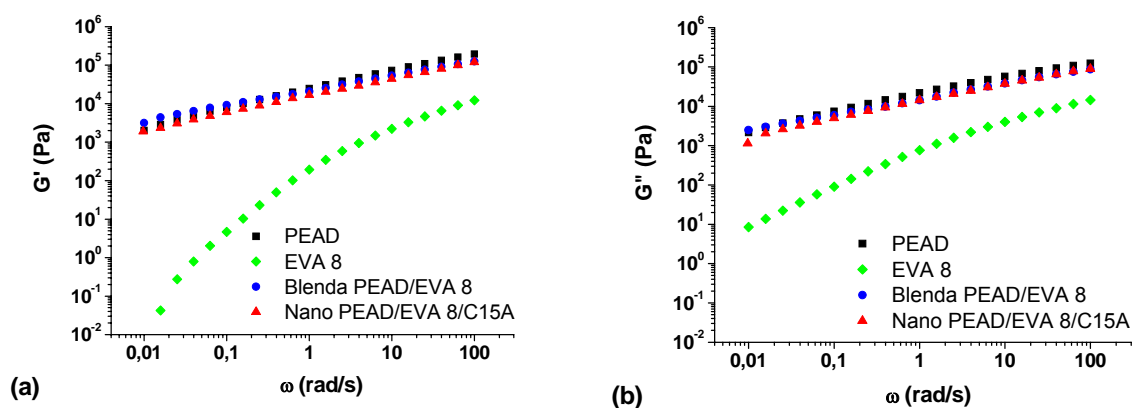 10^6
10^5
10^4
10^3
10^2
10^1
10^0
10^-1
10^-2
G' (Pa)
PEAD
EVA 8
Blenda PEAD/EVA 8
Nano PEAD/EVA 8/C15A
0,01 0,1 1 10 100
ω (rad/s)
(a)
10^6
10^5
10^4
10^3
10^2
10^1
10^0
10^-1
10^-2
G" (Pa)
PEAD
EVA 8
Blenda PEAD/EVA 8
Nano PEAD/EVA 8/C15A
0,01 0,1 1 10 100
ω (rad/s)
(b)